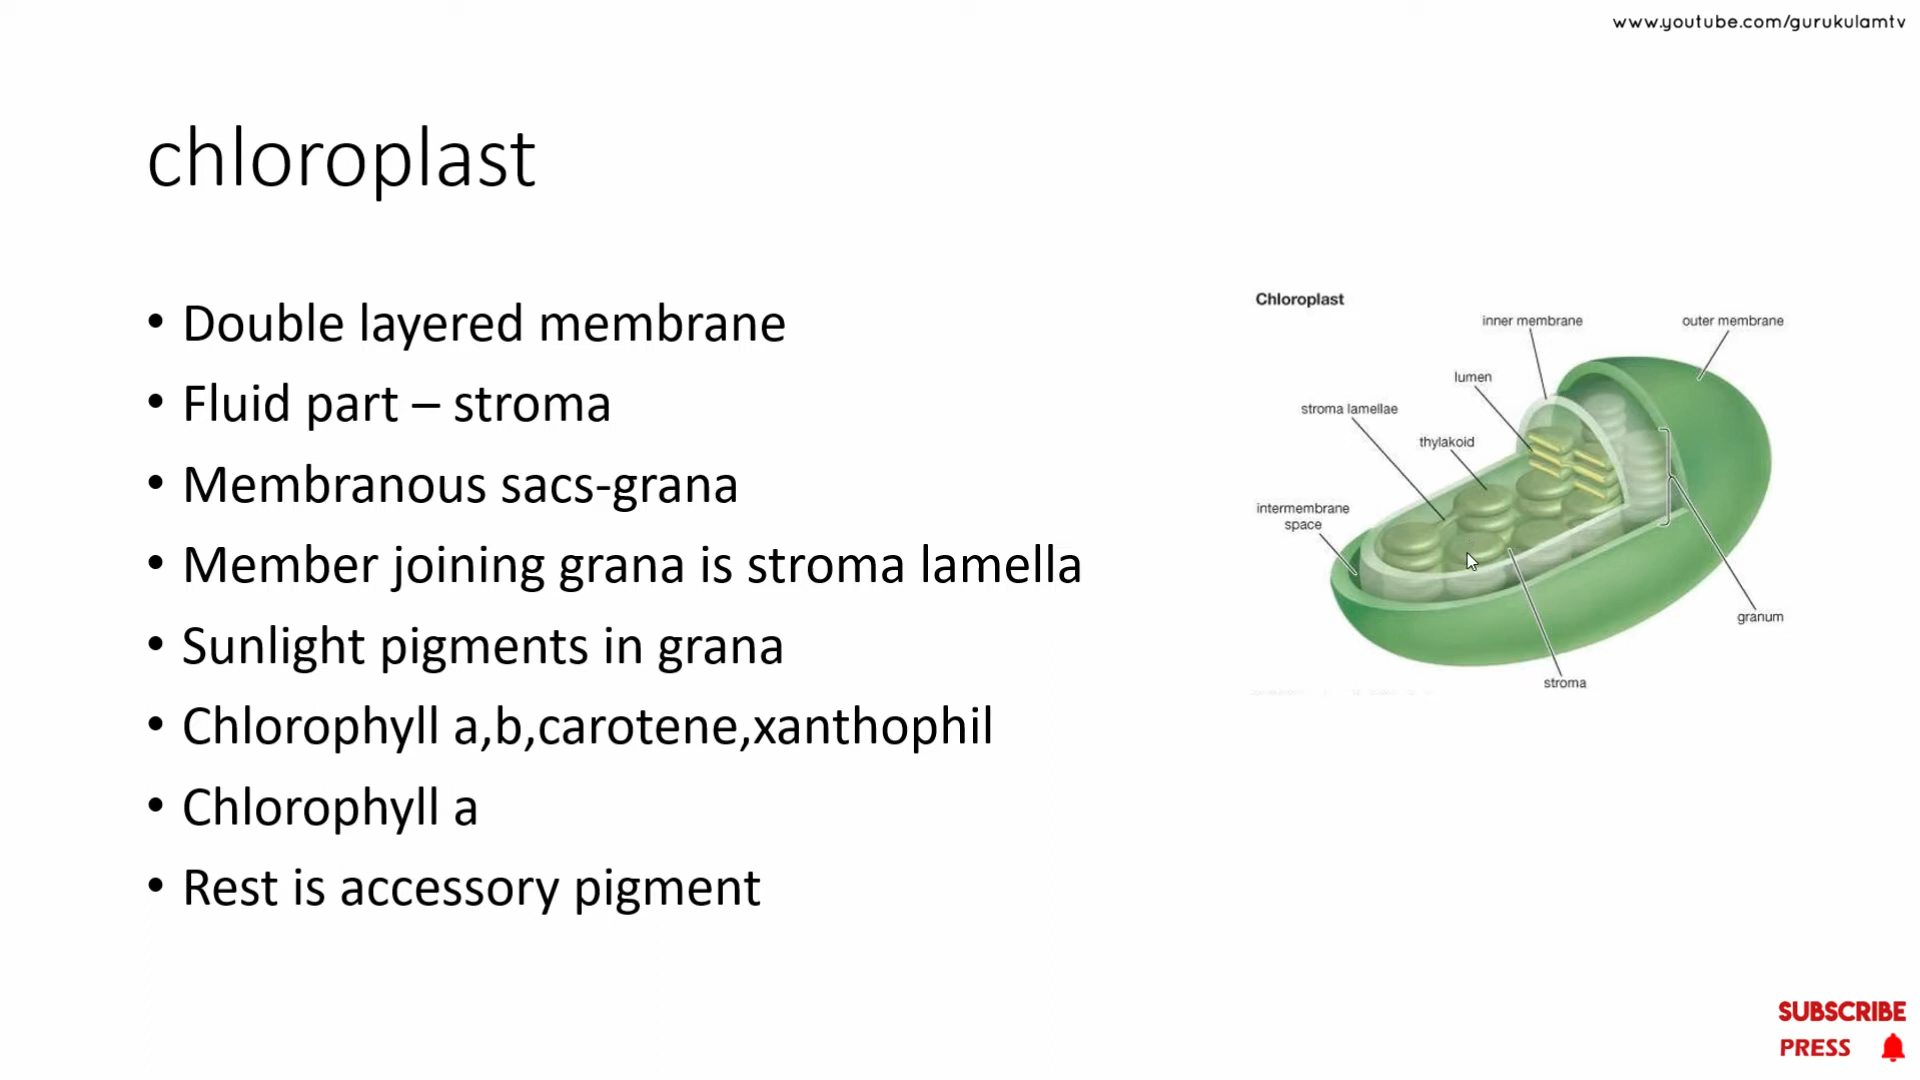 www.youtube.com/gurukulamtv
chloroplast
• Double layered membrane
• Fluid part – stroma
• Membranous sacs-grana
• Member joining grana is stroma lamella
• Sunlight pigments in grana
• Chlorophyll a,b,carotene,xanthophil
• Chlorophyll a
• Rest is accessory pigment
Chloroplast
inner membrane
outer membrane
lumen
stroma lamellae
thylakoid
intermembrane
space
granum
stroma
SUBSCRIBE
PRESS